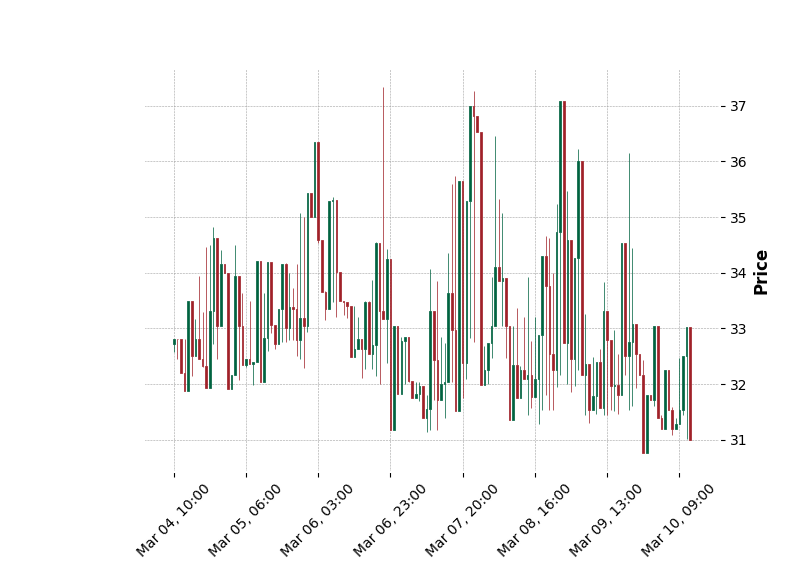 37
36
35
34
33
32
31
Price
Mar 04, 10:00
Mar 05, 06:00
Mar 06, 03:00
Mar 06, 23:00
Mar 07, 20:00
Mar 08, 16:00
Mar 09, 13:00
Mar 10, 09:00